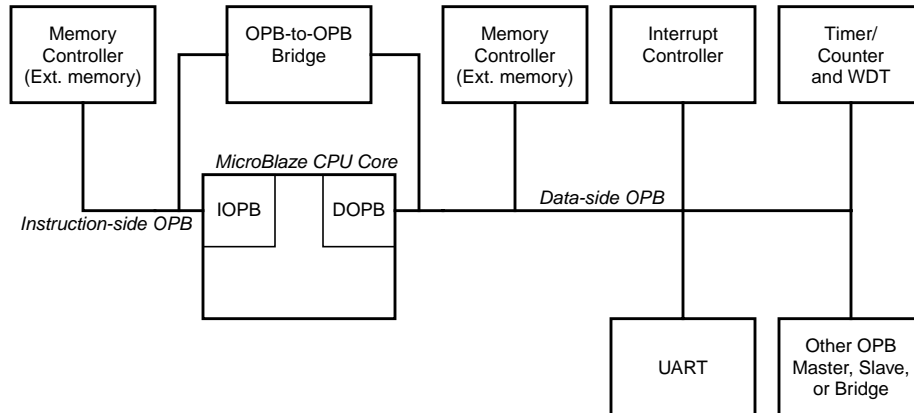 Memory
Controller
(Ext. memory)
OPB-to-OPB
Bridge
Memory
Controller
(Ext. memory)
Interrupt
Controller
Timer/
Counter
and WDT
MicroBlaze CPU Core
IOPB
DOPB
Instruction-side OPB
Data-side OPB
UART
Other OPB
Master, Slave,
or Bridge